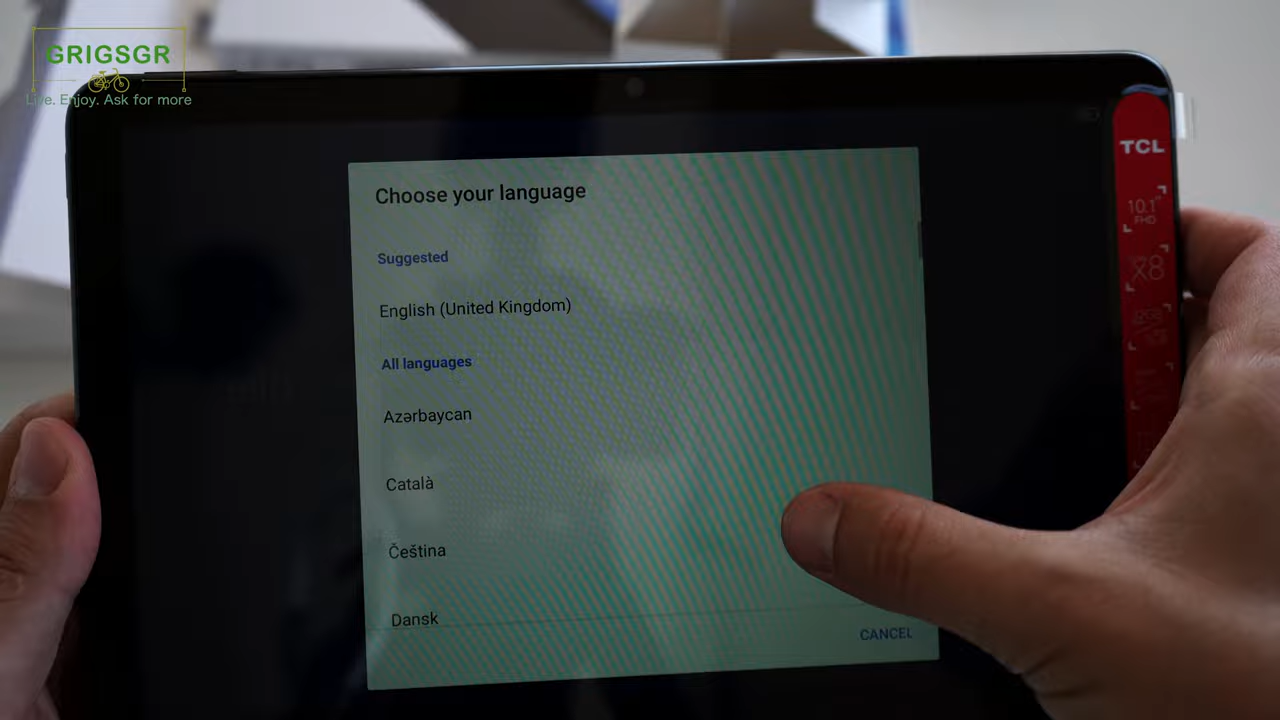 GRIGSGR
Live. Enjoy. Ask for more
Choose your language
Suggested
English (United Kingdom)
All languages
Azərbaycan
Català
Čeština
Dansk
CANCEL
TCL
10.1"
FHD
X8